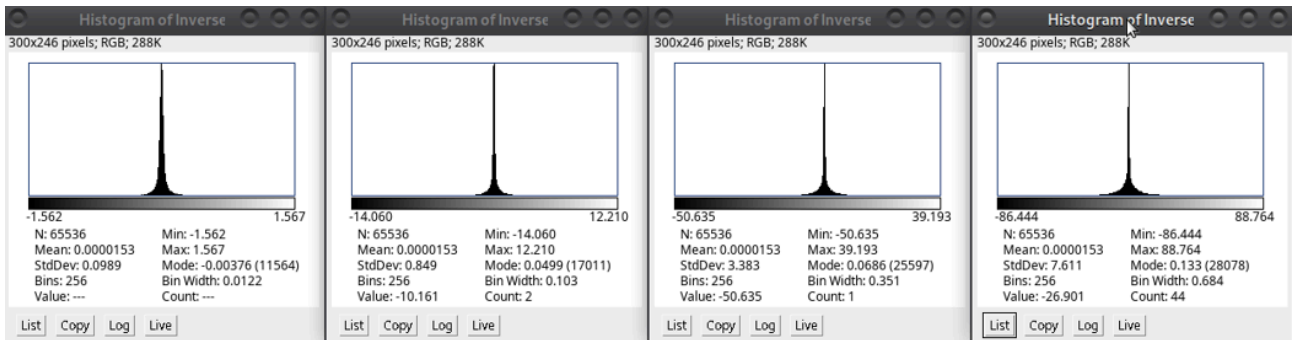 Histogram of Inverse
300x246 pixels; RGB; 288K
-1.562 1.567
N: 65536 Min: -1.562
Mean: 0.0000153 Max: 1.567
StdDev: 0.0989 Mode: -0.00376 (11564)
Bins: 256 Bin Width: 0.0122
Value: --- Count: ---
List Copy Log Live
Histogram of Inverse
300x246 pixels; RGB; 288K
-14.060 12.210
N: 65536 Min: -14.060
Mean: 0.0000153 Max: 12.210
StdDev: 0.849 Mode: 0.0499 (17011)
Bins: 256 Bin Width: 0.103
Value: -10.161 Count: 2
List Copy Log Live
Histogram of Inverse
300x246 pixels; RGB; 288K
-50.635 39.193
N: 65536 Min: -50.635
Mean: 0.0000153 Max: 39.193
StdDev: 3.383 Mode: 0.0686 (25597)
Bins: 256 Bin Width: 0.351
Value: -50.635 Count: 1
List Copy Log Live
Histogram of Inverse
300x246 pixels; RGB; 288K
-86.444 88.764
N: 65536 Min: -86.444
Mean: 0.0000153 Max: 88.764
StdDev: 7.611 Mode: 0.133 (28078)
Bins: 256 Bin Width: 0.684
Value: -26.901 Count: 44
List Copy Log Live